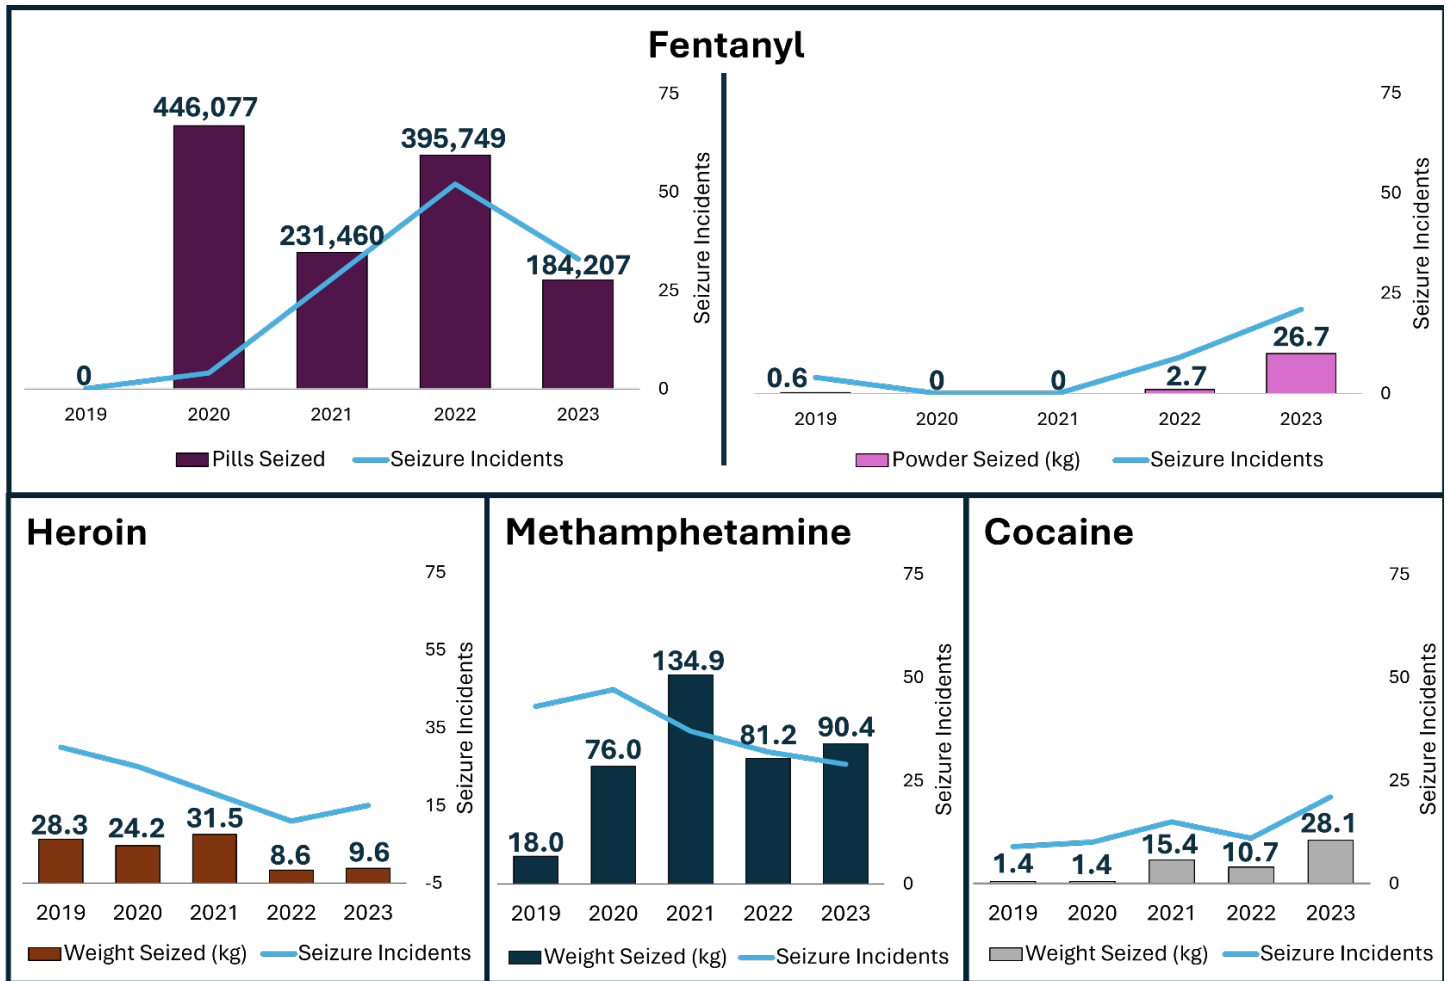 Fentanyl
446,077
395,749
231,460
184,207
0
75
50
25
0
Seizure Incidents
2019 2020 2021 2022 2023
Pills Seized Seizure Incidents
0.6
0
0
2.7
26.7
75
50
25
0
Seizure Incidents
2019 2020 2021 2022 2023
Powder Seized (kg) Seizure Incidents
Heroin
28.3 24.2 31.5 8.6 9.6
75
55
35
15
-5
Seizure Incidents
2019 2020 2021 2022 2023
Weight Seized (kg) Seizure Incidents
Methamphetamine
18.0 76.0 134.9 81.2 90.4
75
50
25
0
Seizure Incidents
2019 2020 2021 2022 2023
Weight Seized (kg) Seizure Incidents
Cocaine
1.4 1.4 15.4 10.7 28.1
75
50
25
0
Seizure Incidents
2019 2020 2021 2022 2023
Weight Seized (kg) Seizure Incidents